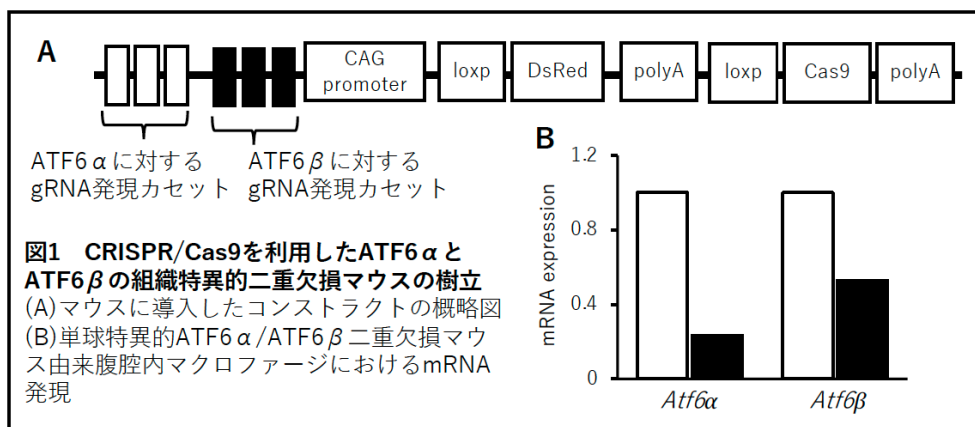 A
CAG
promoter
loxp
DsRed
polyA
loxp
Cas9
polyA
ATF6αに対する
gRNA発現カセット
ATF6βに対する
gRNA発現カセット
図1 CRISPR/Cas9を利用したATF6αと
ATF6βの組織特異的二重欠損マウスの樹立
(A)マウスに導入したコンストラクトの概略図
(B)単球特異的ATF6α/ATF6β二重欠損マウ
ス由来腹腔内マクロファージにおけるmRNA
発現
B
mRNA expression
1.2
0.8
0.4
0
Atf6α
Atf6β